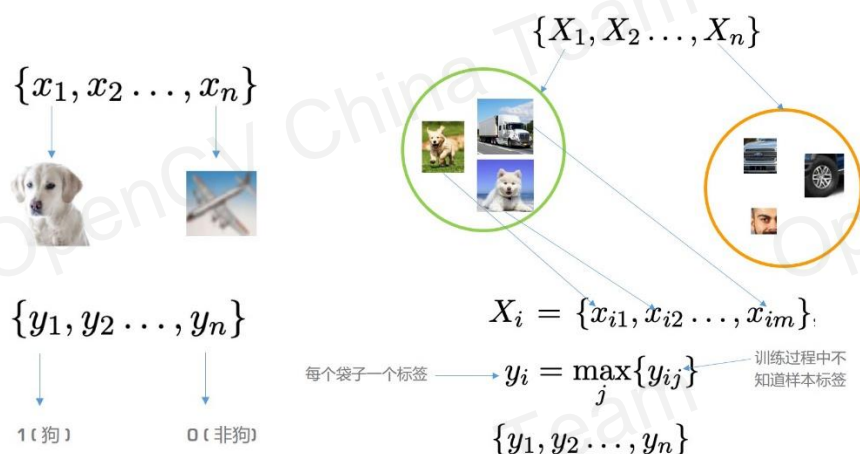 {x₁, x₂ ..., xₙ}
{y₁, y₂ ..., yₙ}
1(狗)
0(非狗)
{X₁, X₂ ..., Xₙ}
Xᵢ = {xᵢ₁, xᵢ₂ ..., xᵢₘ},
每个袋子一个标签
yᵢ = max{yᵢⱼ}
j
训练过程中不
知道样本标签
{y₁, y₂ ..., yₙ}
OpenCV China Team
Team